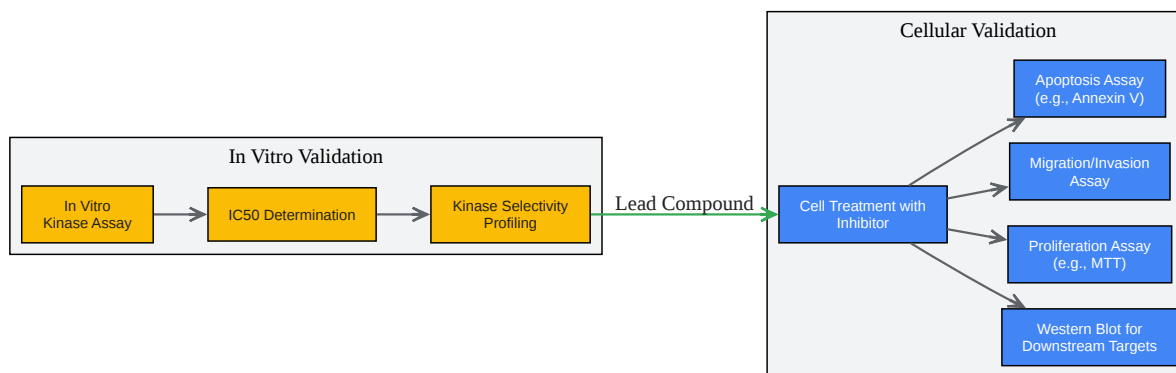 Cellular Validation
Apoptosis Assay
(e.g., Annexin V)
In Vitro Validation
Migration/Invasion
Assay
In Vitro
Kinase Assay
IC50 Determination
Kinase Selectivity
Profiling
Lead Compound
Cell Treatment with
Inhibitor
Proliferation Assay
(e.g., MTT)
Western Blot for
Downstream Targets